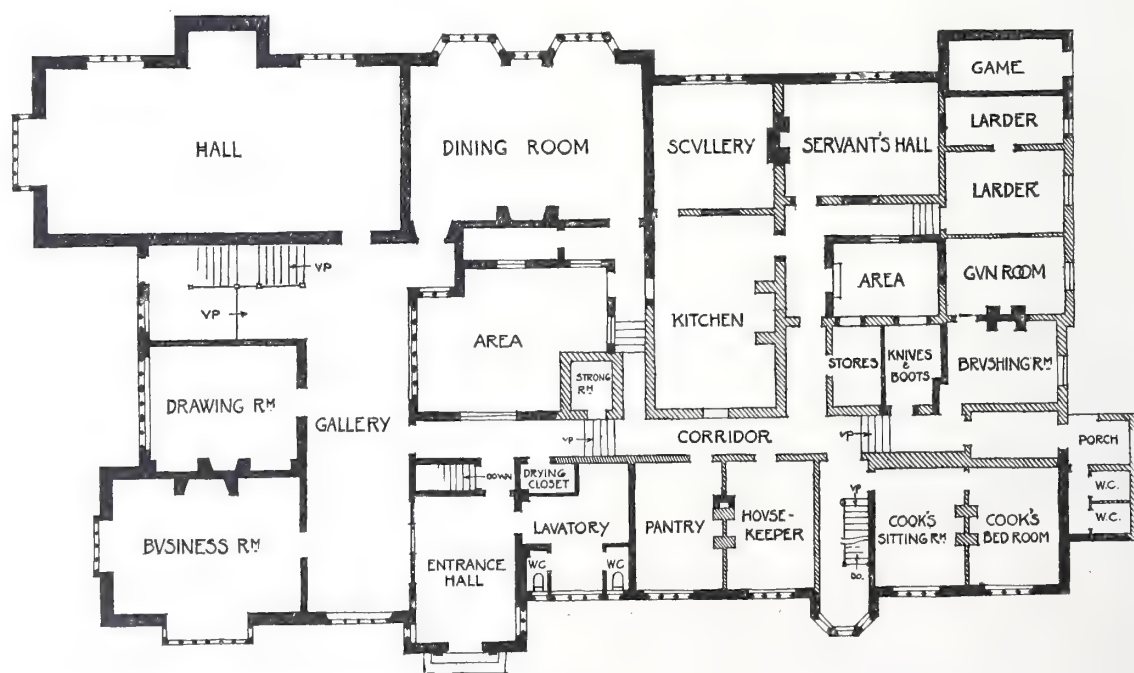 HALL
DINING ROOM
SCVLLERY
SERVANT'S HALL
GAME
LARDER
LARDER
VP
VP
AREA
KITCHEN
AREA
GVN ROOM
STORES
KNIVES
&
BOOTS
BRVSHING RM
STRONG
RM
DRAWING RM
GALLERY
VP
CORRIDOR
VP
PORCH
DOWN
DRYING
CLOSET
W.C.
W.C.
BVSINESS RM
ENTRANCE
HALL
LAVATORY
WC
WC
PANTRY
HOVSE-
KEEPER
VP
DO.
COOK'S
SITTING RM
COOK'S
BED ROOM